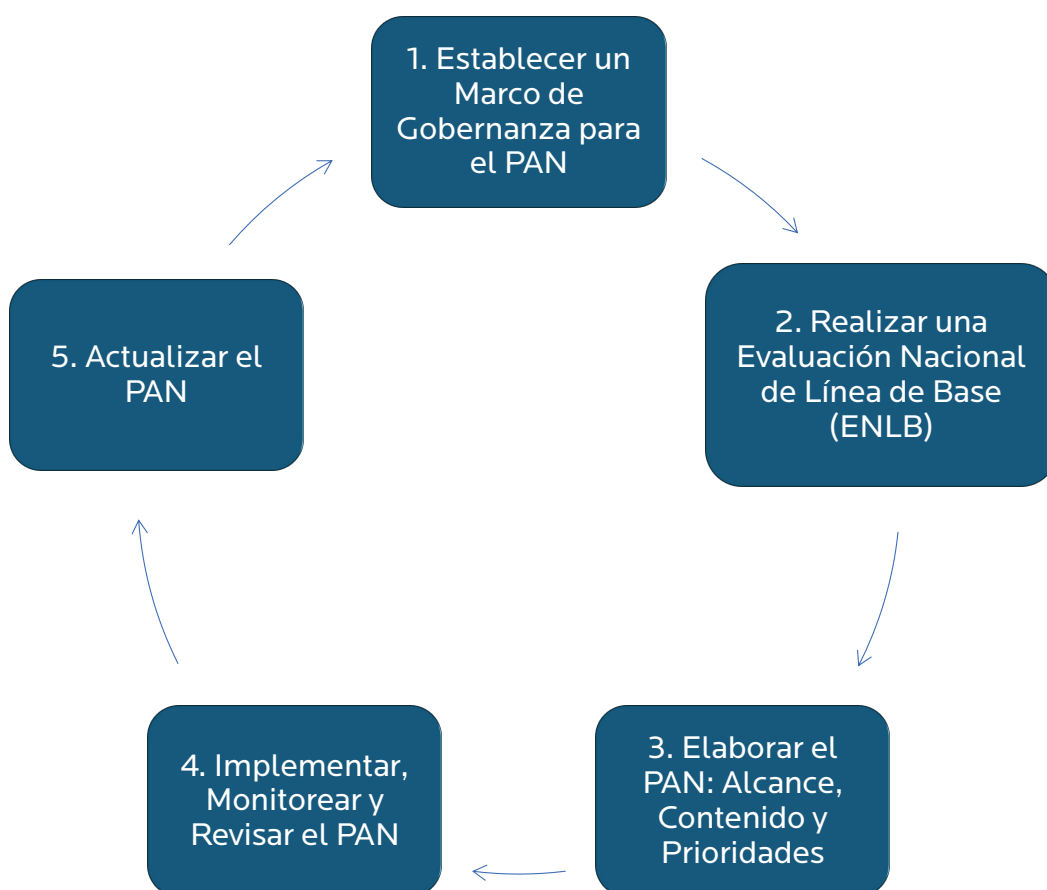 1. Establecer un
Marco de
Gobernanza para
el PAN
2. Realizar una
Evaluación Nacional
de Línea de Base
(ENLB)
3. Elaborar el
PAN: Alcance,
Contenido y
Prioridades
4. Implementar,
Monitorear y
Revisar el PAN
5. Actualizar el
PAN